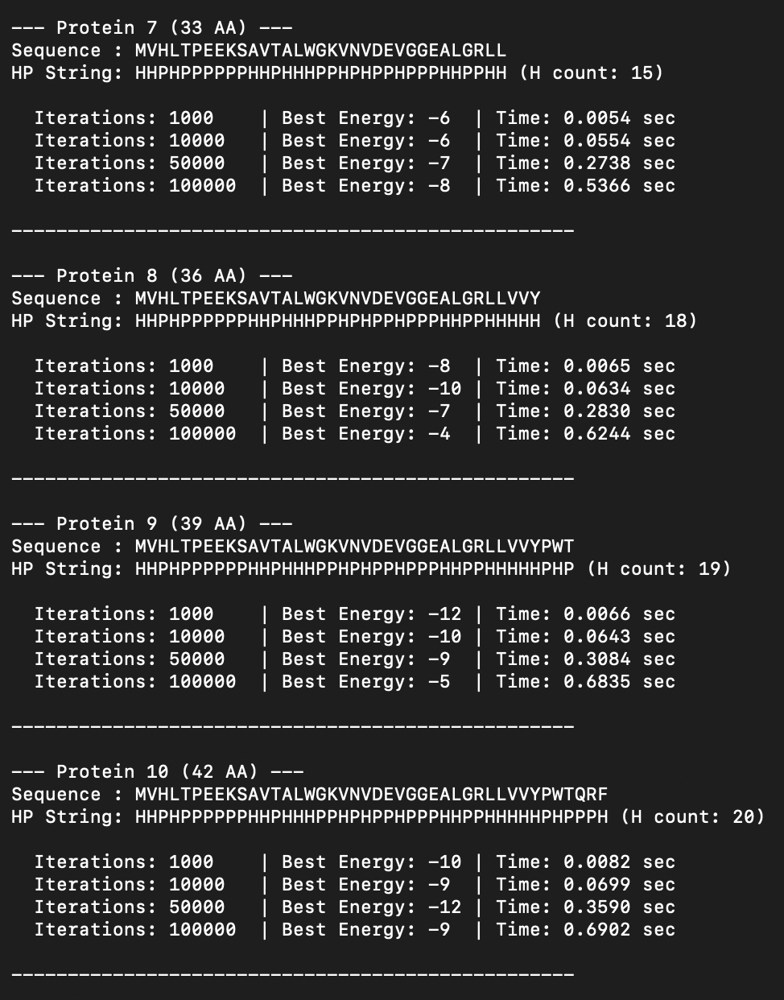 --- Protein 7 (33 AA) ---
Sequence : MVHLTPEEKSAVTALWGKVNVDEVGGEALGRLL
HP String: HHPHPPPPPPHHPHHHPPHPHPPHPPPHHPPHH (H count: 15)
Iterations: 1000 | Best Energy: -6 | Time: 0.0054 sec
Iterations: 10000 | Best Energy: -6 | Time: 0.0554 sec
Iterations: 50000 | Best Energy: -7 | Time: 0.2738 sec
Iterations: 100000 | Best Energy: -8 | Time: 0.5366 sec
--------------------------------------------------
--- Protein 8 (36 AA) ---
Sequence : MVHLTPEEKSAVTALWGKVNVDEVGGEALGRLLVVY
HP String: HHPHPPPPPPHHPHHHPPHPHPPHPPPHHPPHHHHH (H count: 18)
Iterations: 1000 | Best Energy: -8 | Time: 0.0065 sec
Iterations: 10000 | Best Energy: -10 | Time: 0.0634 sec
Iterations: 50000 | Best Energy: -7 | Time: 0.2830 sec
Iterations: 100000 | Best Energy: -4 | Time: 0.6244 sec
--------------------------------------------------
--- Protein 9 (39 AA) ---
Sequence : MVHLTPEEKSAVTALWGKVNVDEVGGEALGRLLVVYPWT
HP String: HHPHPPPPPPHHPHHHPPHPHPPHPPPHHPPHHHHHPHP (H count: 19)
Iterations: 1000 | Best Energy: -12 | Time: 0.0066 sec
Iterations: 10000 | Best Energy: -10 | Time: 0.0643 sec
Iterations: 50000 | Best Energy: -9 | Time: 0.3084 sec
Iterations: 100000 | Best Energy: -5 | Time: 0.6835 sec
--------------------------------------------------
--- Protein 10 (42 AA) ---
Sequence : MVHLTPEEKSAVTALWGKVNVDEVGGEALGRLLVVYPWTQRF
HP String: HHPHPPPPPPHHPHHHPPHPHPPHPPPHHPPHHHHHPHPPPH (H count: 20)
Iterations: 1000 | Best Energy: -10 | Time: 0.0082 sec
Iterations: 10000 | Best Energy: -9 | Time: 0.0699 sec
Iterations: 50000 | Best Energy: -12 | Time: 0.3590 sec
Iterations: 100000 | Best Energy: -9 | Time: 0.6902 sec
--------------------------------------------------